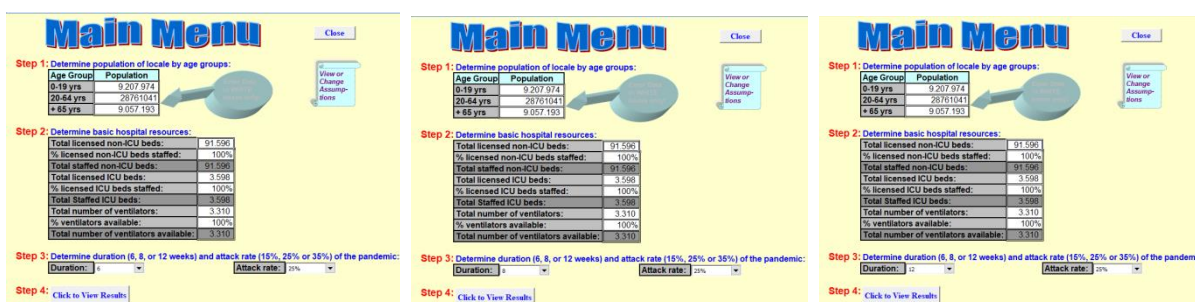 Main Menu
Close
Step 1: Determine population of locale by age groups:
Age Group Population
0-19 yrs 9.207.974
20-64 yrs 28761041
+ 65 yrs 9.057.193
View or
Change
Assump-
tions
Step 2: Determine basic hospital resources:
Total licensed non-ICU beds: 91.596
% licensed non-ICU beds staffed: 100%
Total staffed non-ICU beds: 91.596
Total licensed ICU beds: 3.598
% licensed ICU beds staffed: 100%
Total Staffed ICU beds: 3.598
Total number of ventilators: 3.310
% ventilators available: 100%
Total number of ventilators available: 3.310
Step 3: Determine duration (6, 8, or 12 weeks) and attack rate (15%, 25% or 35%) of the pandemic:
Duration: 6 Attack rate: 25%
Step 4: Click to View Results
Main Menu
Close
Step 1: Determine population of locale by age groups:
Age Group Population
0-19 yrs 9.207.974
20-64 yrs 28761041
+ 65 yrs 9.057.193
View or
Change
Assump-
tions
Step 2: Determine basic hospital resources:
Total licensed non-ICU beds: 91.596
% licensed non-ICU beds staffed: 100%
Total staffed non-ICU beds: 91.596
Total licensed ICU beds: 3.598
% licensed ICU beds staffed: 100%
Total Staffed ICU beds: 3.598
Total number of ventilators: 3.310
% ventilators available: 100%
Total number of ventilators available: 3.310
Step 3: Determine duration (6, 8, or 12 weeks) and attack rate (15%, 25% or 35%) of the pandemic:
Duration: 8 Attack rate: 25%
Step 4: Click to View Results
Main Menu
Close
Step 1: Determine population of locale by age groups:
Age Group Population
0-19 yrs 9.207.974
20-64 yrs 28761041
+ 65 yrs 9.057.193
View or
Change
Assump-
tions
Step 2: Determine basic hospital resources:
Total licensed non-ICU beds: 91.596
% licensed non-ICU beds staffed: 100%
Total staffed non-ICU beds: 91.596
Total licensed ICU beds: 3.598
% licensed ICU beds staffed: 100%
Total Staffed ICU beds: 3.598
Total number of ventilators: 3.310
% ventilators available: 100%
Total number of ventilators available: 3.310
Step 3: Determine duration (6, 8, or 12 weeks) and attack rate (15%, 25% or 35%) of the pandem
Duration: 12 Attack rate: 25%
Step 4: Click to View Results